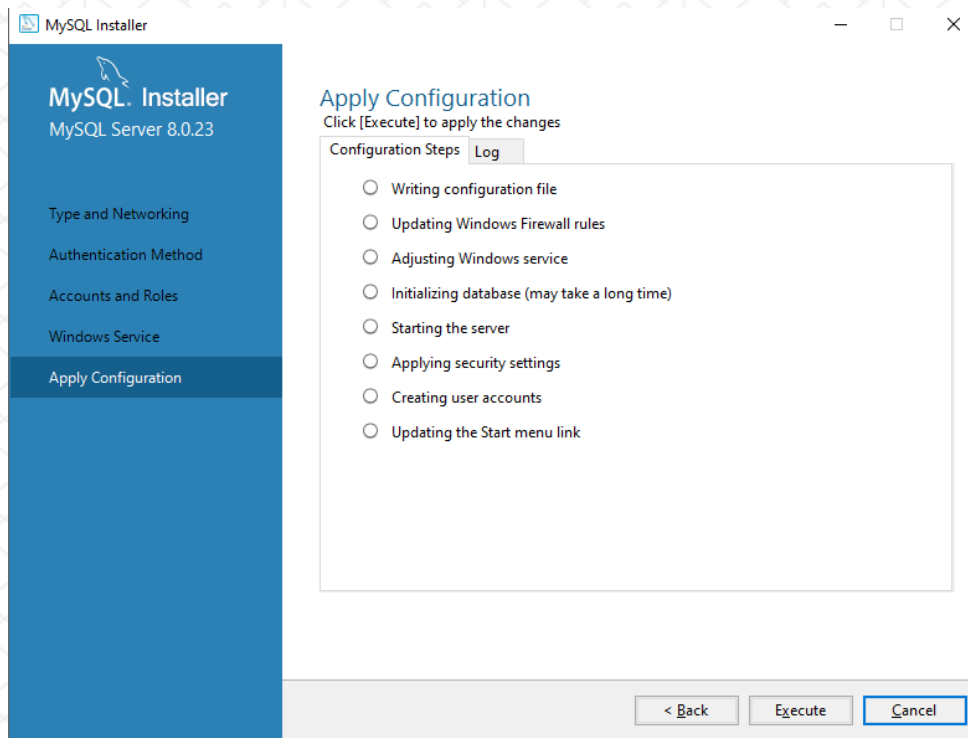 MySQL Installer
MySQL. Installer
MySQL Server 8.0.23
Type and Networking
Authentication Method
Accounts and Roles
Windows Service
Apply Configuration
Apply Configuration
Click [Execute] to apply the changes
Configuration Steps Log
Writing configuration file
Updating Windows Firewall rules
Adjusting Windows service
Initializing database (may take a long time)
Starting the server
Applying security settings
Creating user accounts
Updating the Start menu link
< Back Execute Cancel